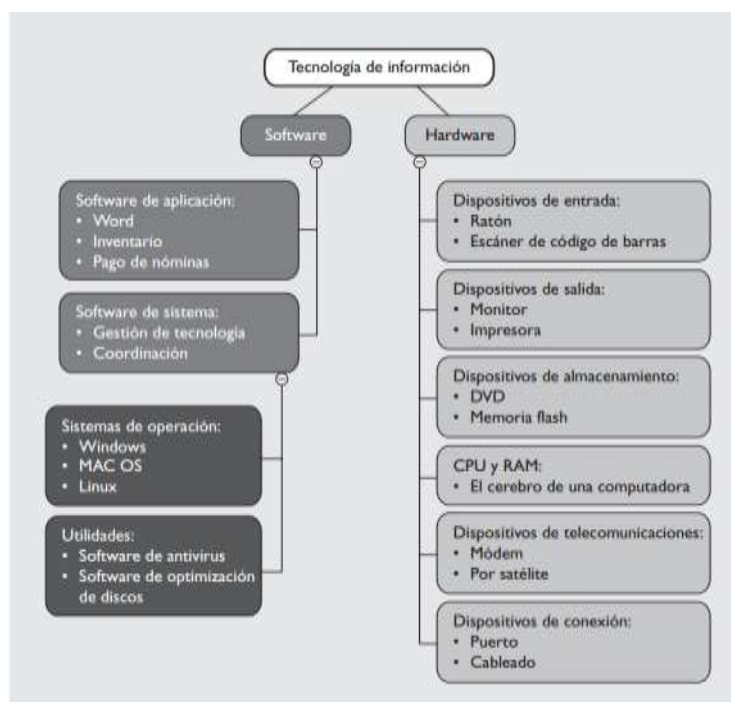 Tecnología de información
Software
Hardware
Software de aplicación:
• Word
• Inventario
• Pago de nóminas
Software de sistema:
• Gestión de tecnología
• Coordinación
Sistemas de operación:
• Windows
• MAC OS
• Linux
Utilidades:
• Software de antivirus
• Software de optimización
de discos
Dispositivos de entrada:
• Ratón
• Escáner de código de barras
Dispositivos de salida:
• Monitor
• Impresora
Dispositivos de almacenamiento:
• DVD
• Memoria flash
CPU y RAM:
• El cerebro de una computadora
Dispositivos de telecomunicaciones:
• Módem
• Por satélite
Dispositivos de conexión:
• Puerto
• Cableado